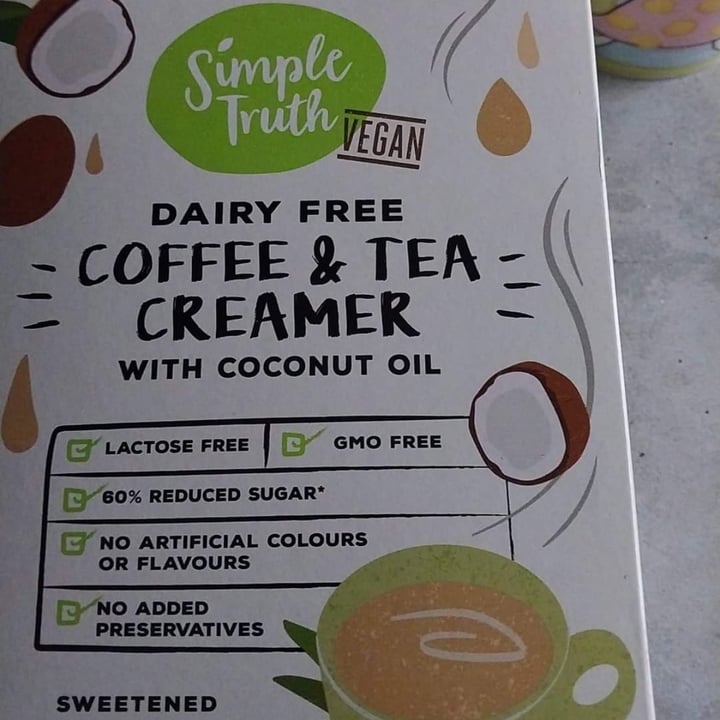 Simple
Truth
VEGAN
DAIRY FREE
COFFEE & TEA
CREAMER
WITH COCONUT OIL
LACTOSE FREE
GMO FREE
60% REDUCED SUGAR*
NO ARTIFICIAL COLOURS
OR FLAVOURS
NO ADDED
PRESERVATIVES
SWEETENED